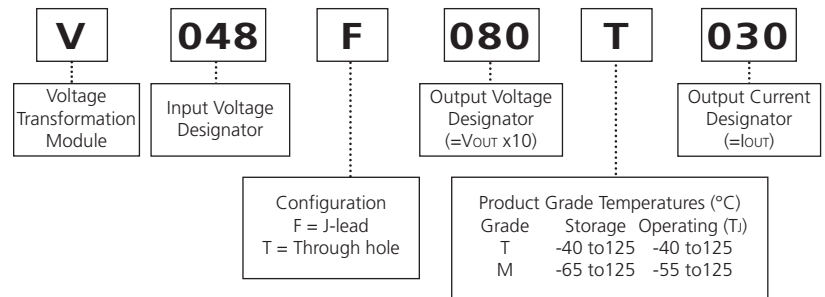 V 048 F 080 T 030
Voltage
Transformation
Module
Input Voltage
Designator
Output Voltage
Designator
(=VOUT x10)
Output Current
Designator
(=IOUT)
Configuration
F = J-lead
T = Through hole
Product Grade Temperatures (°C)
Grade Storage Operating (TJ)
T -40 to125 -40 to125
M -65 to125 -55 to125